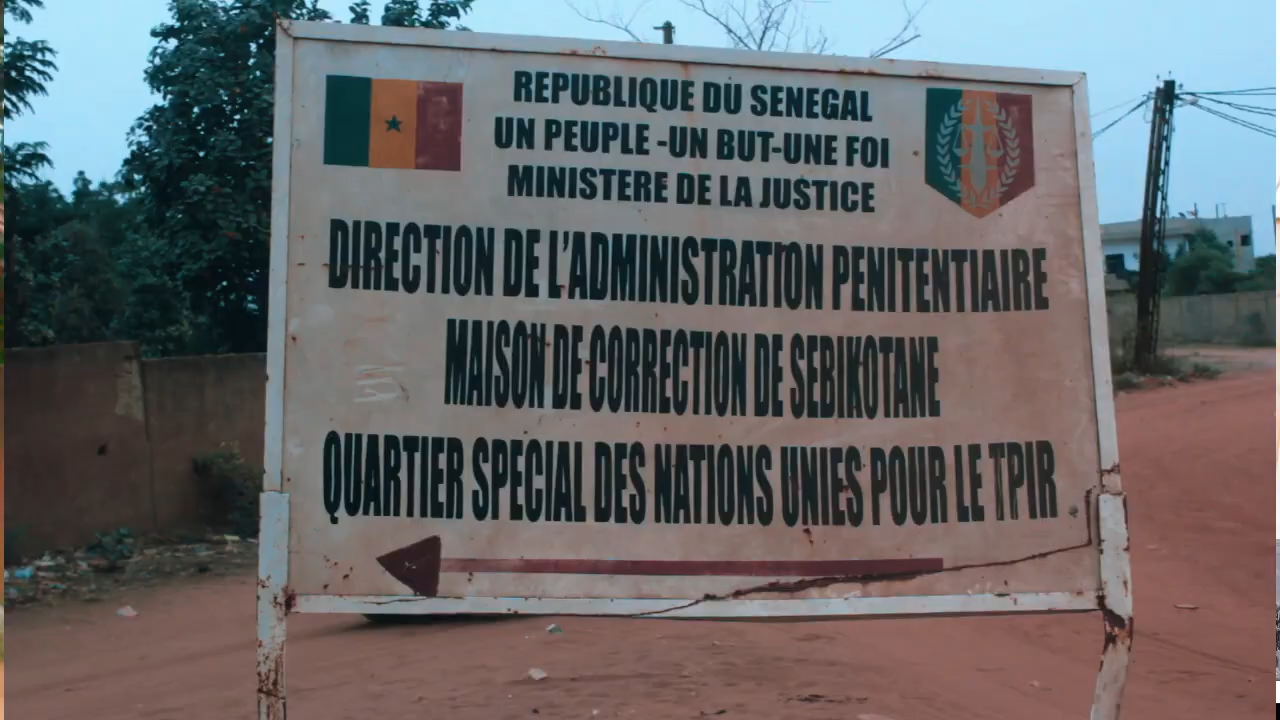 REPUBLIQUE DU SENEGAL
UN PEUPLE -UN BUT-UNE FOI
MINISTERE DE LA JUSTICE
DIRECTION DE L'ADMINISTRATION PENITENTIAIRE
MAISON DE CORRECTION DE SEBIKOTANE
QUARTIER SPECIAL DES NATIONS UNIES POUR LE TPIR